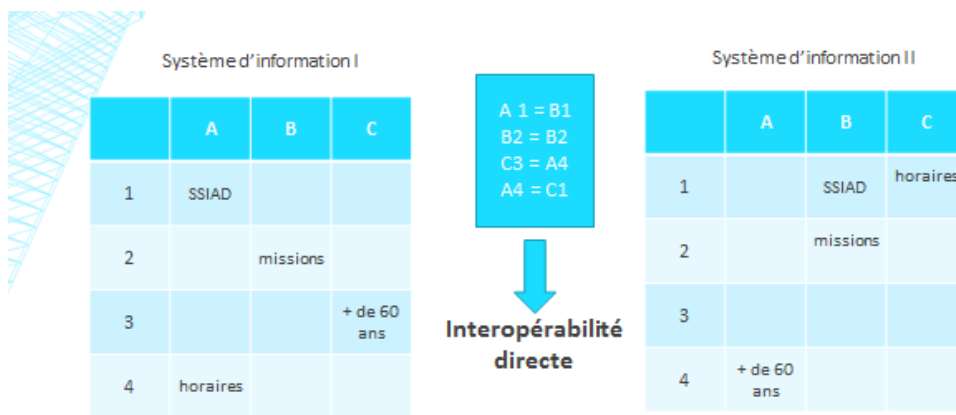 Système d'information I
A B C
1 SSIAD
2 missions
3 + de 60
ans
4 horaires
A 1 = B1
B2 = B2
C3 = A4
A4 = C1
Interopérabilité
directe
Système d'information II
A B C
1 SSIAD horaires
2 missions
3
4 + de 60
ans